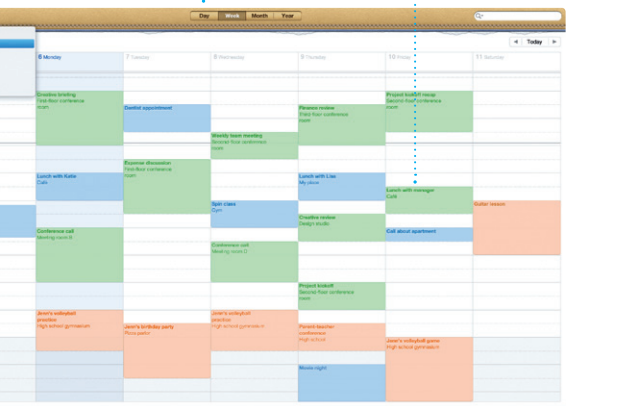 Day Week Month Year
Today
6 Monday
7 Tuesday
8 Wednesday
9 Thursday
10 Friday
11 Saturday
Creative briefing
First-floor conference
room
Lunch with Katie
Cafe
Conference call
Meeting room B
Jenn's volleyball
practice
High school gymnasium
Dentist appointment
Expense discussion
First-floor conference
room
Jenn's birthday party
Pizza parlor
Weekly team meeting
Second-floor conference
room
Spin class
Gym
Conference call
Meeting room D
Jenn's volleyball
practice
High school gymnasium
Finance review
Third-floor conference
room
Lunch with Lisa
My place
Creative review
Design studio
Project kickoff
Second-floor conference
room
Parent-teacher
conference
High school
Movie night
Project kickoff recap
Second-floor conference
room
Lunch with manager
Cafe
Call about apartment
Jenn's volleyball game
High school gymnasium
Guitar lesson